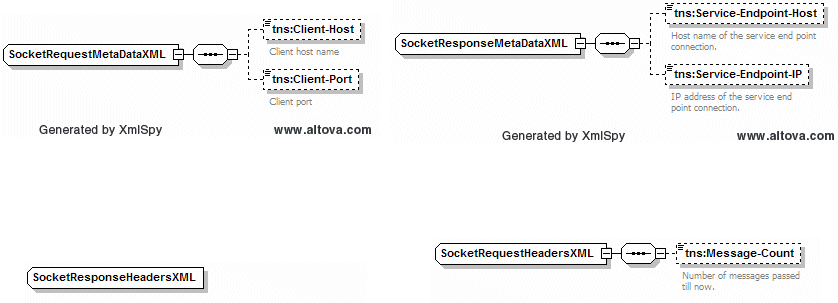 SocketRequestMetaDataXML
tns:Client-Host
Client host name
tns:Client-Port
Client port
Generated by XmlSpy
www.altova.com
SocketResponseMetaDataXML
tns:Service-Endpoint-Host
Host name of the service end point
connection.
tns:Service-Endpoint-IP
IP address of the service end
point connection.
Generated by XmlSpy
www.altova.com
SocketResponseHeadersXML
SocketRequestHeadersXML
tns:Message-Count
Number of messages passed
till now.